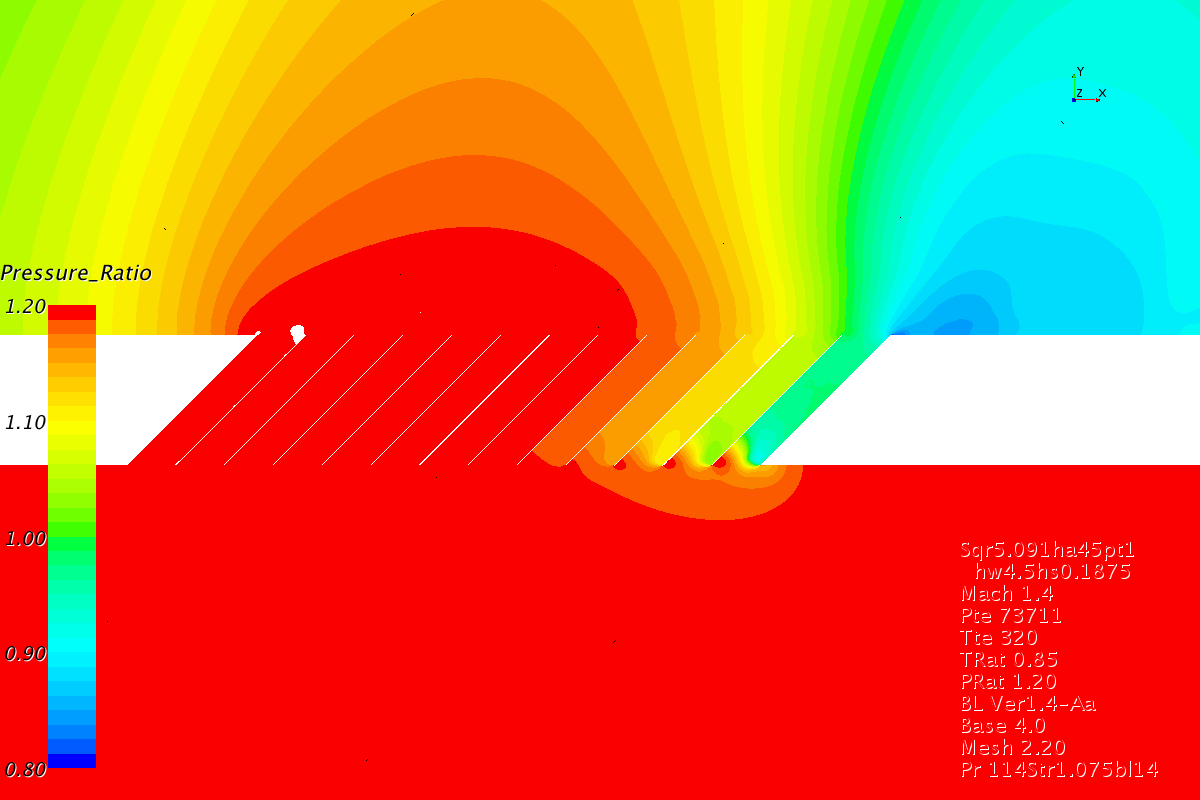 Y
Z X
Pressure_Ratio
1.20
1.10
1.00
0.90
0.80
Sqr5.091ha45pt1
hw4.5hs0.1875
Mach 1.4
Pte 73711
Tte 320
TRat 0.85
PRat 1.20
BL Ver1.4-Aa
Base 4.0
Mesh 2.20
Pr 114Str1.075bl14